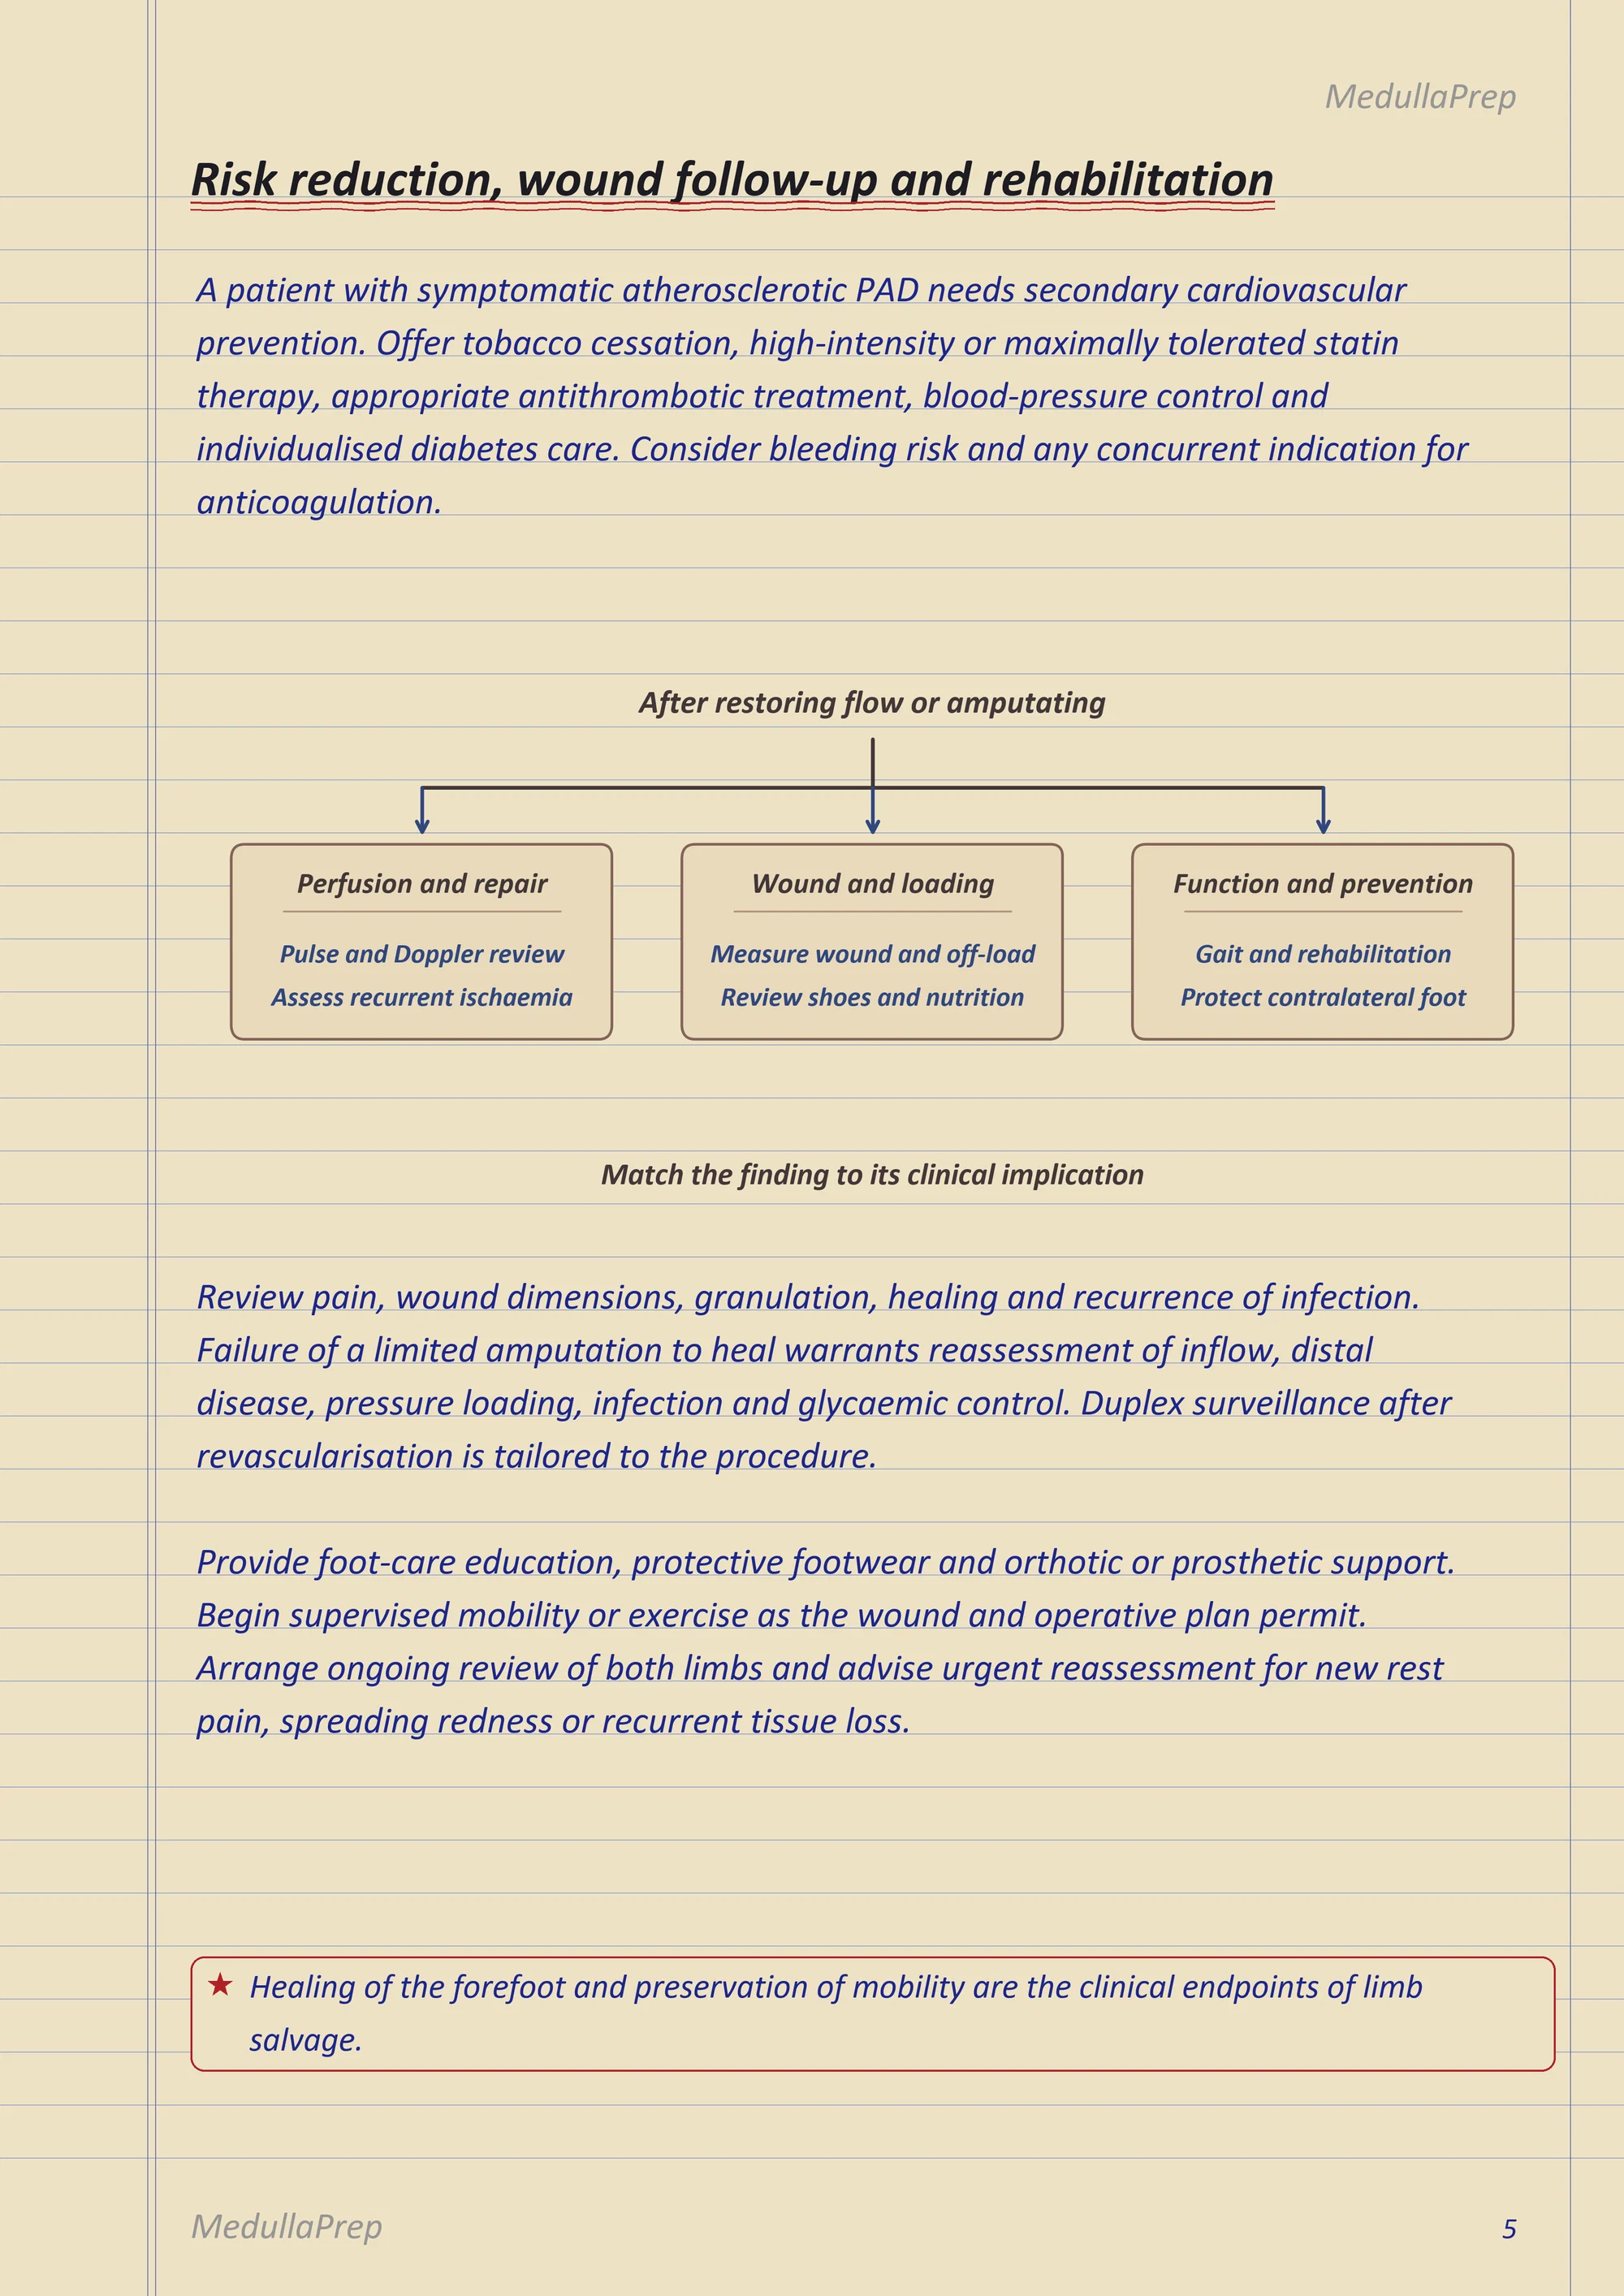 MedullaPrep
Risk reduction, wound follow-up and rehabilitation
A patient with symptomatic atherosclerotic PAD needs secondary cardiovascular
prevention. Offer tobacco cessation, high-intensity or maximally tolerated statin
therapy, appropriate antithrombotic treatment, blood-pressure control and
individualised diabetes care. Consider bleeding risk and any concurrent indication for
anticoagulation.
After restoring flow or amputating
Perfusion and repair
Pulse and Doppler review
Assess recurrent ischaemia
Wound and loading
Measure wound and off-load
Review shoes and nutrition
Function and prevention
Gait and rehabilitation
Protect contralateral foot
Match the finding to its clinical implication
Review pain, wound dimensions, granulation, healing and recurrence of infection.
Failure of a limited amputation to heal warrants reassessment of inflow, distal
disease, pressure loading, infection and glycaemic control. Duplex surveillance after
revascularisation is tailored to the procedure.
Provide foot-care education, protective footwear and orthotic or prosthetic support.
Begin supervised mobility or exercise as the wound and operative plan permit.
Arrange ongoing review of both limbs and advise urgent reassessment for new rest
pain, spreading redness or recurrent tissue loss.
★ Healing of the forefoot and preservation of mobility are the clinical endpoints of limb
salvage.
MedullaPrep
5